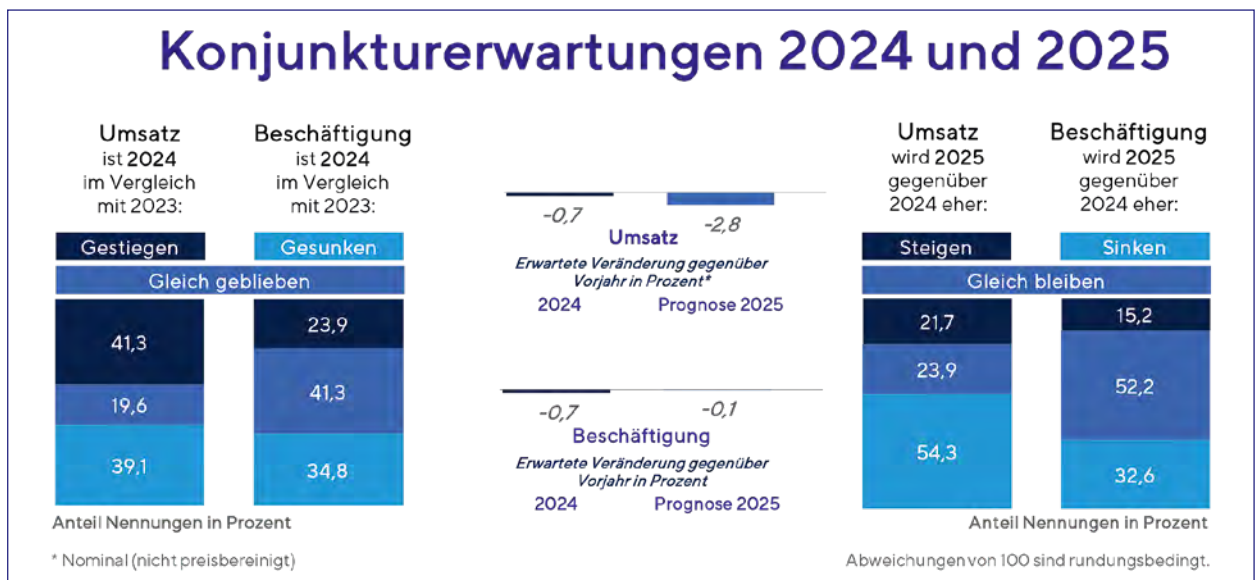 Konjunkturerwartungen 2024 und 2025
Umsatz
ist 2024
im Vergleich
mit 2023:
Beschäftigung
ist 2024
im Vergleich
mit 2023:
Gestiegen
Gesunken
Gleich geblieben
41,3
19,6
39,1
23,9
41,3
34,8
Anteil Nennungen in Prozent
* Nominal (nicht preisbereinigt)
-0,7
-2,8
Umsatz
Erwartete Veränderung gegenüber
Vorjahr in Prozent*
2024
Prognose 2025
-0,7
-0,1
Beschäftigung
Erwartete Veränderung gegenüber
Vorjahr in Prozent
2024
Prognose 2025
Umsatz
wird 2025
gegenüber
2024 eher:
Beschäftigung
wird 2025
gegenüber
2024 eher:
Steigen
Sinken
Gleich bleiben
21,7
23,9
54,3
15,2
52,2
32,6
Anteil Nennungen in Prozent
Abweichungen von 100 sind rundungsbedingt.